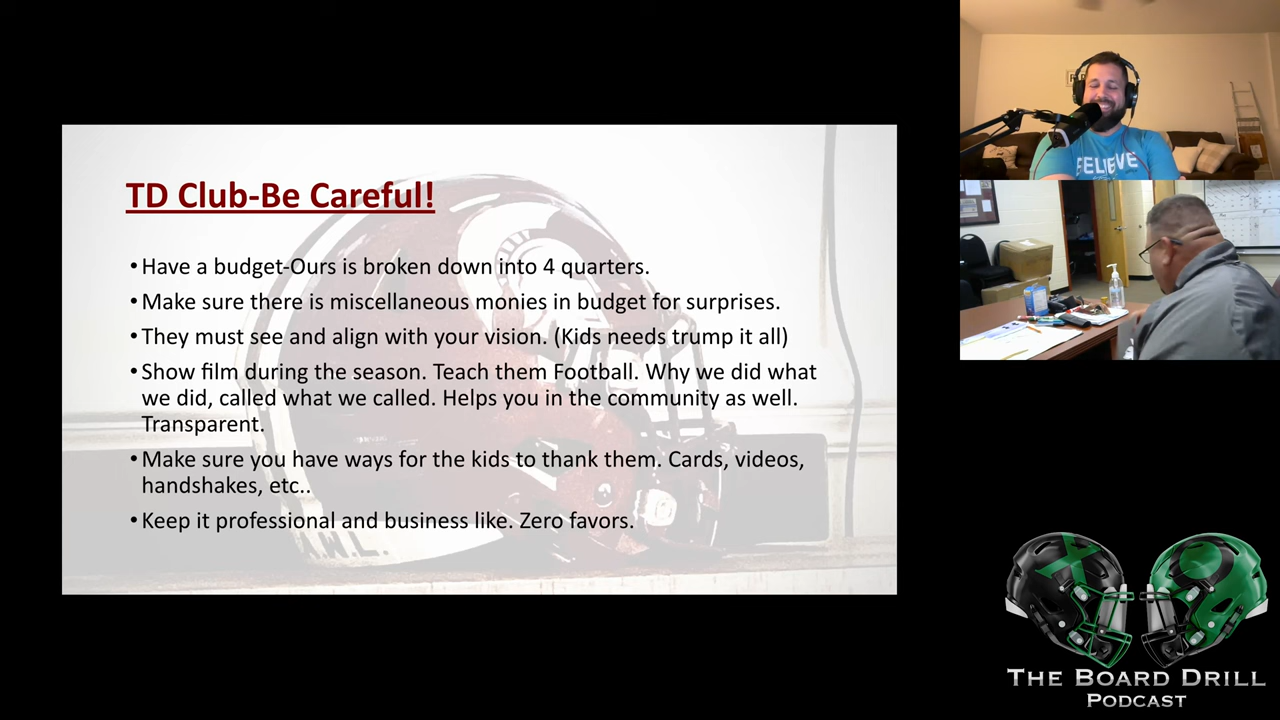 TD Club-Be Careful!
• Have a budget-Ours is broken down into 4 quarters.
• Make sure there is miscellaneous monies in budget for surprises.
• They must see and align with your vision. (Kids needs trump it all)
• Show film during the season. Teach them Football. Why we did what
we did, called what we called. Helps you in the community as well.
Transparent.
• Make sure you have ways for the kids to thank them. Cards, videos,
handshakes, etc..
• Keep it professional and business like. Zero favors.
W.L.
BELIEVE
THE BOARD DRILL
PODCAST